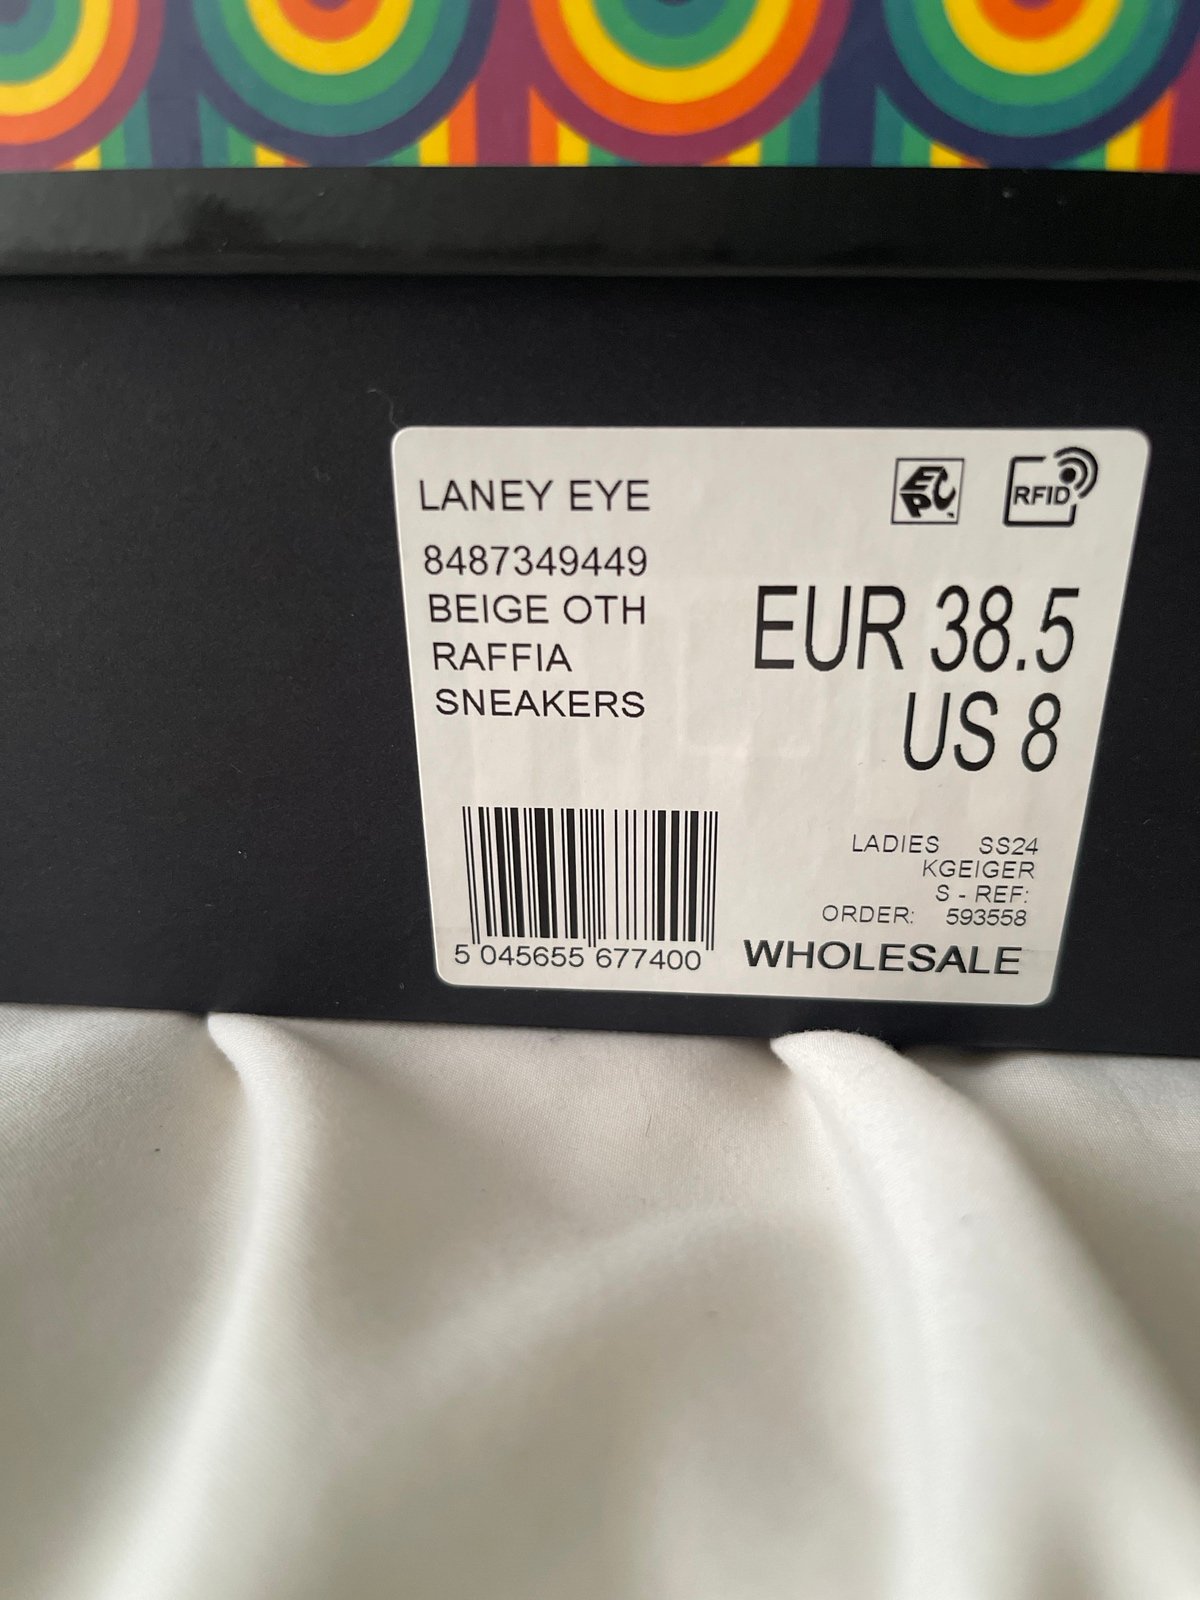 LANEY EYE
8487349449
BEIGE OTH
RAFFIA
SNEAKERS
EPC
RFID
EUR 38.5
US 8
5 045655 677400
LADIES SS24
KGEIGER
S - REF:
ORDER: 593558
WHOLESALE